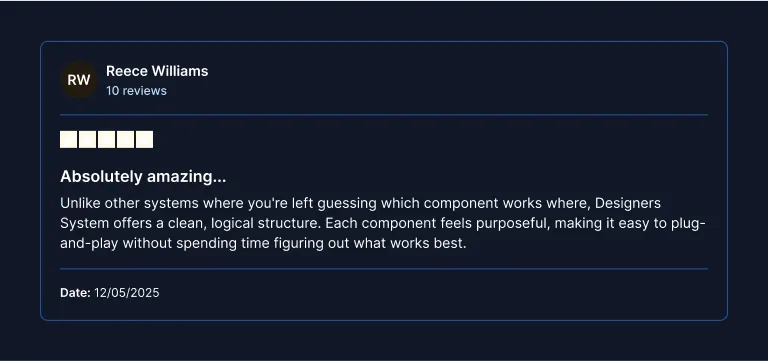 RW
Reece Williams
10 reviews
Absolutely amazing...
Unlike other systems where you're left guessing which component works where, Designers
System offers a clean, logical structure. Each component feels purposeful, making it easy to plug-
and-play without spending time figuring out what works best.
Date: 12/05/2025